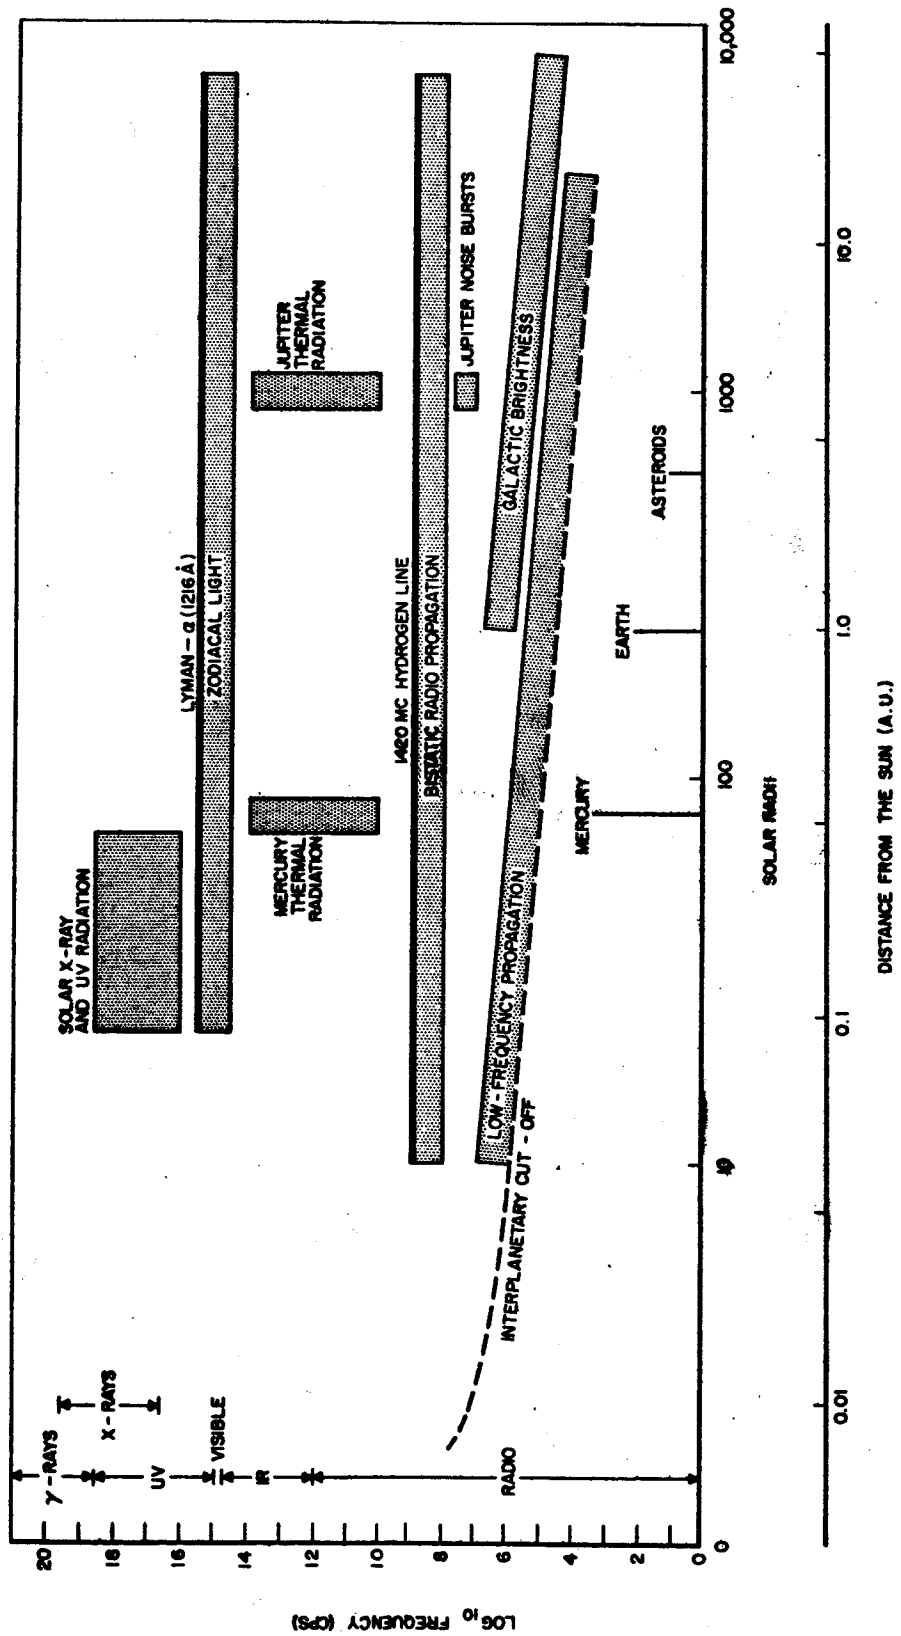 LOG10 FREQUENCY (CPS)
20
18
16
14
12
10
8
6
4
2
0
γ-RAYS
X-RAYS
UV
VISIBLE
IR
RADIO
SOLAR X-RAY
AND UV RADIATION
LYMAN-α (1216 Å)
ZODIACAL LIGHT
MERCURY
THERMAL
RADIATION
JUPITER
THERMAL
RADIATION
1420 MC HYDROGEN LINE
BISTATIC RADIO PROPAGATION
JUPITER NOISE BURSTS
GALACTIC BRIGHTNESS
LOW-FREQUENCY PROPAGATION
INTERPLANETARY CUT-OFF
MERCURY
EARTH
ASTEROIDS
0
10
100
1000
10,000
SOLAR RADII
0.01
0.1
1.0
10.0
DISTANCE FROM THE SUN (A.U.)